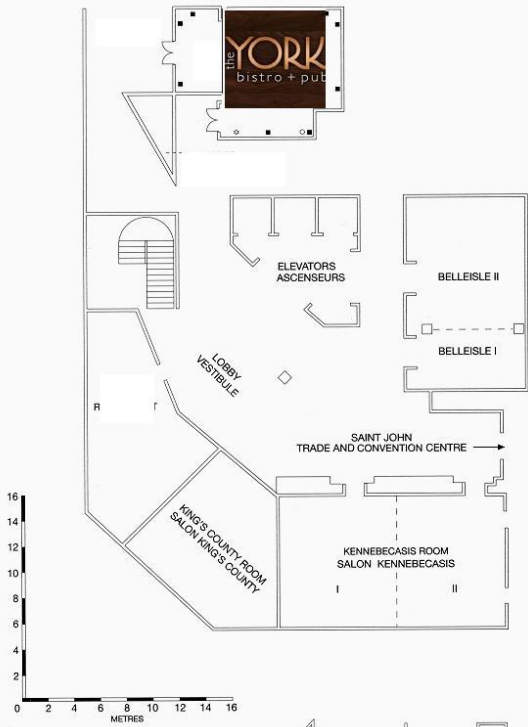 the
YORK
bistro + pub
ELEVATORS
ASCENSEURS
BELLEISLE II
BELLEISLE I
LOBBY
VESTIBULE
SAINT JOHN
TRADE AND CONVENTION CENTRE
R T
KING'S COUNTY ROOM
SALON KING'S COUNTY
KENNEBECASIS ROOM
SALON KENNEBECASIS
I II
16
14
12
10
8
6
4
2
0 2 4 6 8 10 12 14 16
METRES